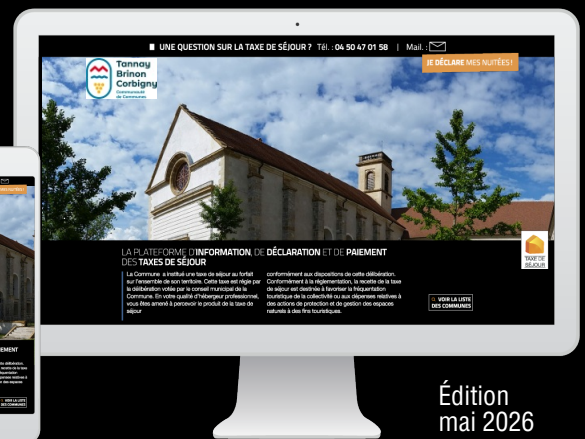 UNE QUESTION SUR LA TAXE DE SÉJOUR ? Tél. : 04 50 47 01 58 | Mail. :
JE DÉCLARE MES NUITÉES !
Tannay
Brinon
Corbigny
Communauté
de Communes
LA PLATEFORME D'INFORMATION, DE DÉCLARATION ET DE PAIEMENT
DES TAXES DE SÉJOUR
La Commune a institué une taxe de séjour au forfait
sur l'ensemble de son territoire. Cette taxe est régie par
la délibération votée par le conseil municipal de la
Commune. En votre qualité d'hébergeur professionnel,
vous êtes amené à percevoir le produit de la taxe de
séjour
conformément aux dispositions de cette délibération.
Conformément à la réglementation, la recette de la taxe
de séjour est destinée à favoriser la fréquentation
touristique de la collectivité ou aux dépenses relatives à
des actions de protection et de gestion des espaces
naturels à des fins touristiques.
TAXE DE
SÉJOUR
VOIR LA LISTE
DES COMMUNES
EMENT
VOIR LA LISTE
DES COMMUNES
Édition
mai 2026